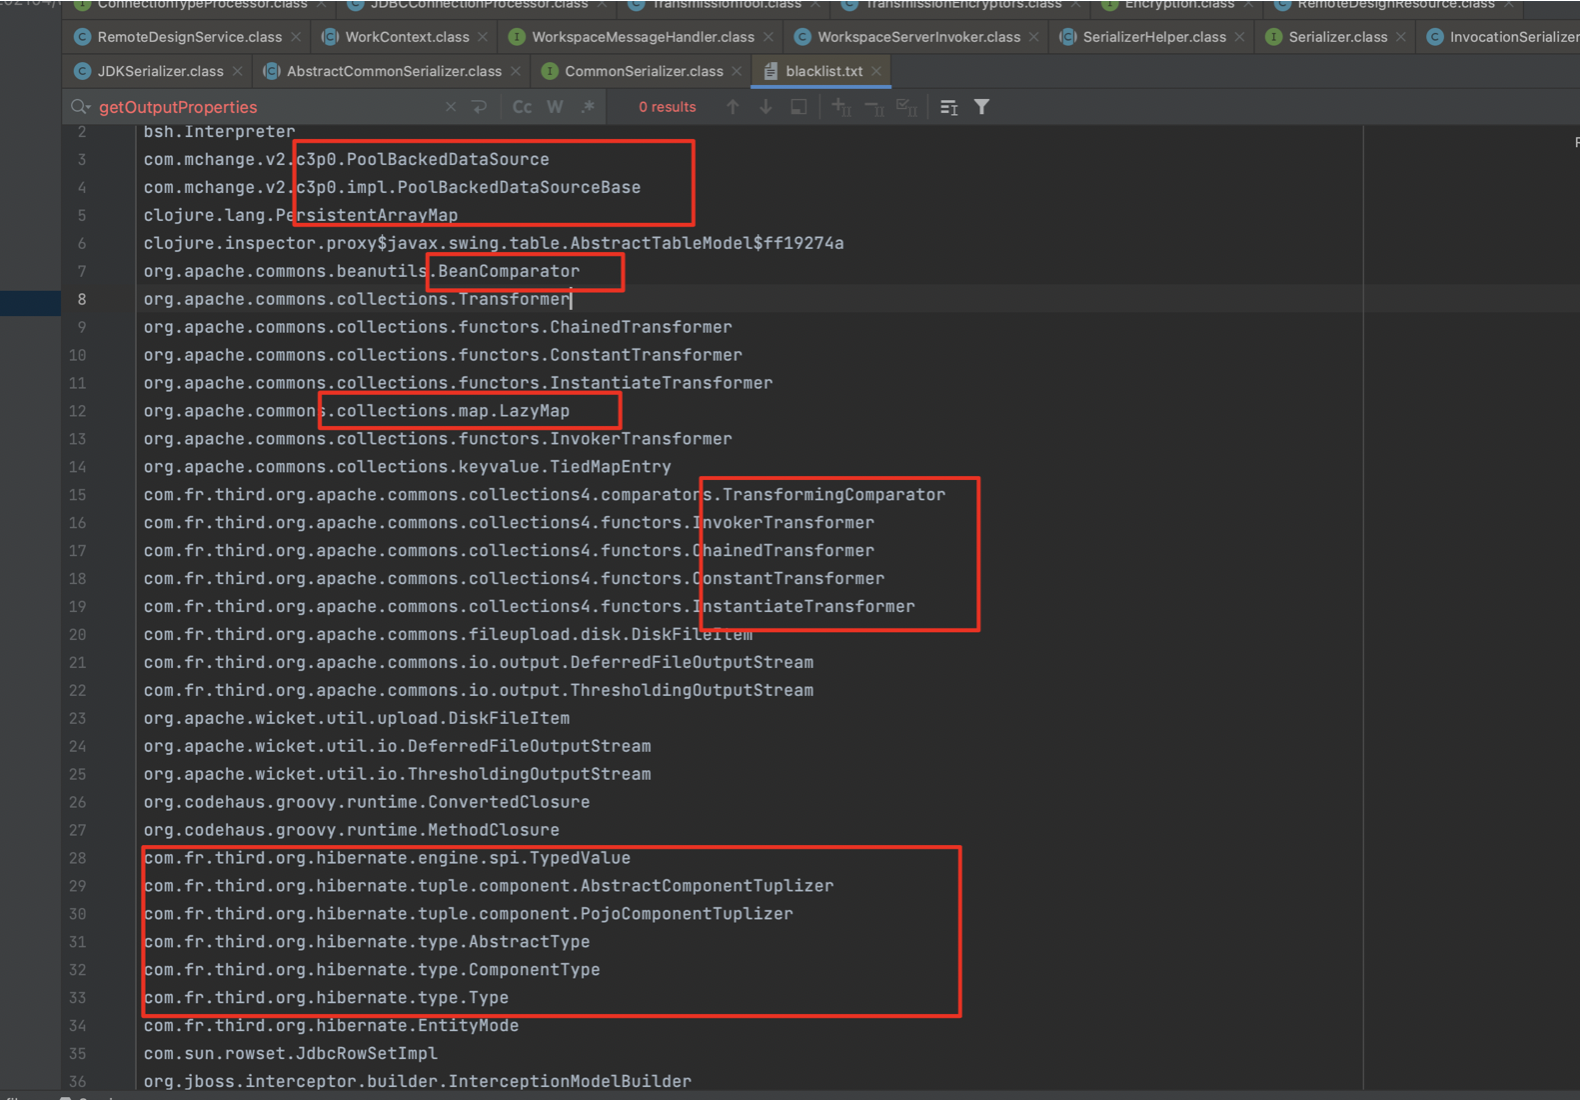 ConnectionTypeProcessor.class JDBCConnectionProcessor.class TransmissionTool.class TransmissionEncryptors.class Encryption.class RemoteDesignResource.class
RemoteDesignService.class WorkContext.class WorkspaceMessageHandler.class WorkspaceServerInvoker.class SerializerHelper.class Serializer.class InvocationSerializer
JDKSerializer.class AbstractCommonSerializer.class CommonSerializer.class blacklist.txt
getOutputProperties Cc W .* 0 results
2 bsh.Interpreter
3 com.mchange.v2.c3p0.PoolBackedDataSource
4 com.mchange.v2.c3p0.impl.PoolBackedDataSourceBase
5 clojure.lang.PersistentArrayMap
6 clojure.inspector.proxy$javax.swing.table.AbstractTableModel$ff19274a
7 org.apache.commons.beanutils.BeanComparator
8 org.apache.commons.collections.Transformer
9 org.apache.commons.collections.functors.ChainedTransformer
10 org.apache.commons.collections.functors.ConstantTransformer
11 org.apache.commons.collections.functors.InstantiateTransformer
12 org.apache.commons.collections.map.LazyMap
13 org.apache.commons.collections.functors.InvokerTransformer
14 org.apache.commons.collections.keyvalue.TiedMapEntry
15 com.fr.third.org.apache.commons.collections4.comparators.TransformingComparator
16 com.fr.third.org.apache.commons.collections4.functors.InvokerTransformer
17 com.fr.third.org.apache.commons.collections4.functors.ChainedTransformer
18 com.fr.third.org.apache.commons.collections4.functors.ConstantTransformer
19 com.fr.third.org.apache.commons.collections4.functors.InstantiateTransformer
20 com.fr.third.org.apache.commons.fileupload.disk.DiskFileItem
21 com.fr.third.org.apache.commons.io.output.DeferredFileOutputStream
22 com.fr.third.org.apache.commons.io.output.ThresholdingOutputStream
23 org.apache.wicket.util.upload.DiskFileItem
24 org.apache.wicket.util.io.DeferredFileOutputStream
25 org.apache.wicket.util.io.ThresholdingOutputStream
26 org.codehaus.groovy.runtime.ConvertedClosure
27 org.codehaus.groovy.runtime.MethodClosure
28 com.fr.third.org.hibernate.engine.spi.TypedValue
29 com.fr.third.org.hibernate.tuple.component.AbstractComponentTuplizer
30 com.fr.third.org.hibernate.tuple.component.PojoComponentTuplizer
31 com.fr.third.org.hibernate.type.AbstractType
32 com.fr.third.org.hibernate.type.ComponentType
33 com.fr.third.org.hibernate.type.Type
34 com.fr.third.org.hibernate.EntityMode
35 com.sun.rowset.JdbcRowSetImpl
36 org.jboss.interceptor.builder.InterceptionModelBuilder